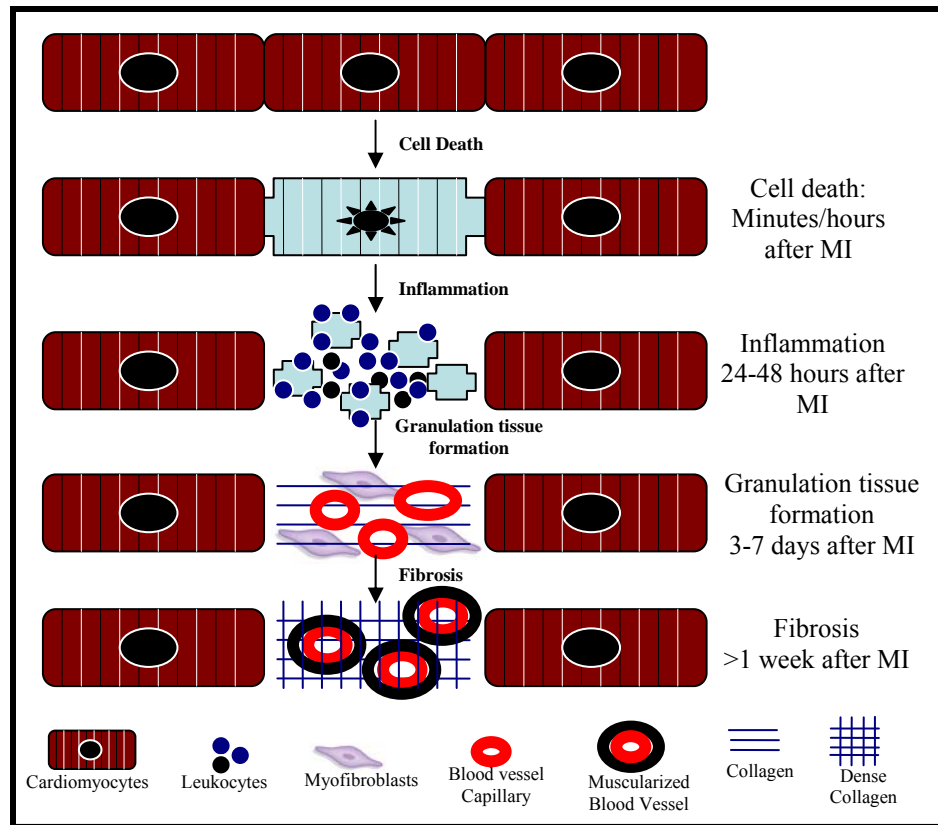 Cell Death
Cell death:
Minutes/hours
after MI
Inflammation
Inflammation
24-48 hours after
MI
Granulation tissue
formation
Granulation tissue
formation
3-7 days after MI
Fibrosis
Fibrosis
>1 week after MI
Cardiomyocytes
Leukocytes
Myofibroblasts
Blood vessel
Capillary
Muscularized
Blood Vessel
Collagen
Dense
Collagen